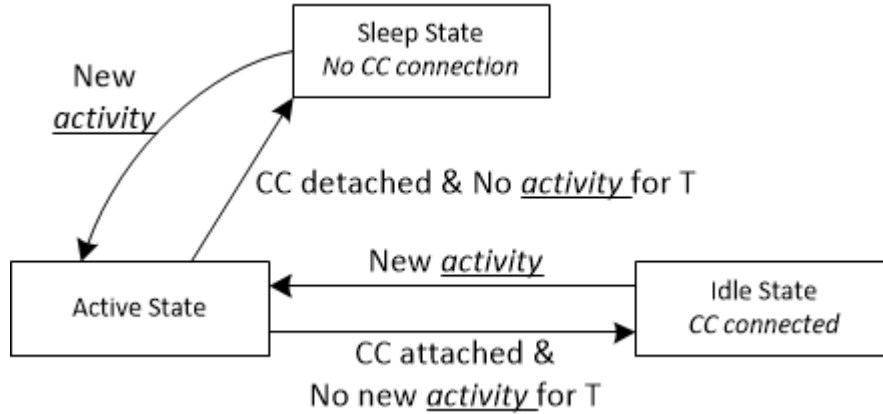 Sleep State
No CC connection
New
activity
CC detached & No activity for T
New activity
Active State
Idle State
CC connected
CC attached &
No new activity for T